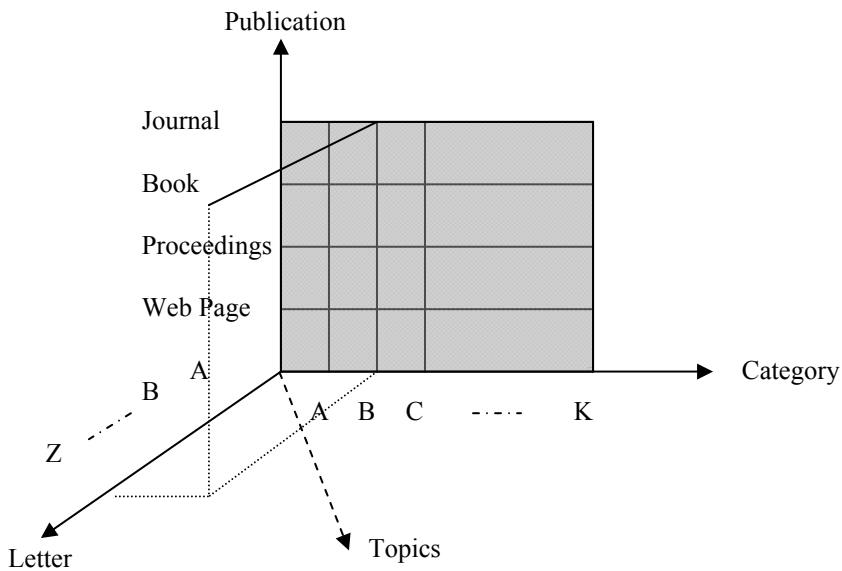 Publication
Journal
Book
Proceedings
Web Page
A
B
Z
Category
A B C K
Topics
Letter